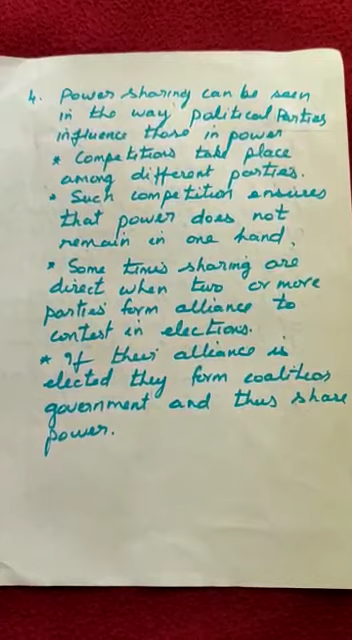 4. Power sharing can be seen
in the way political Parties
influence those in power
* Competitions take place
among different parties.
* Such competition ensures
that power does not
remain in one hand.
* Some times sharing are
direct when two or more
parties form alliance to
contest in elections.
* If their alliance is
elected they form coalition
government and thus share
power.